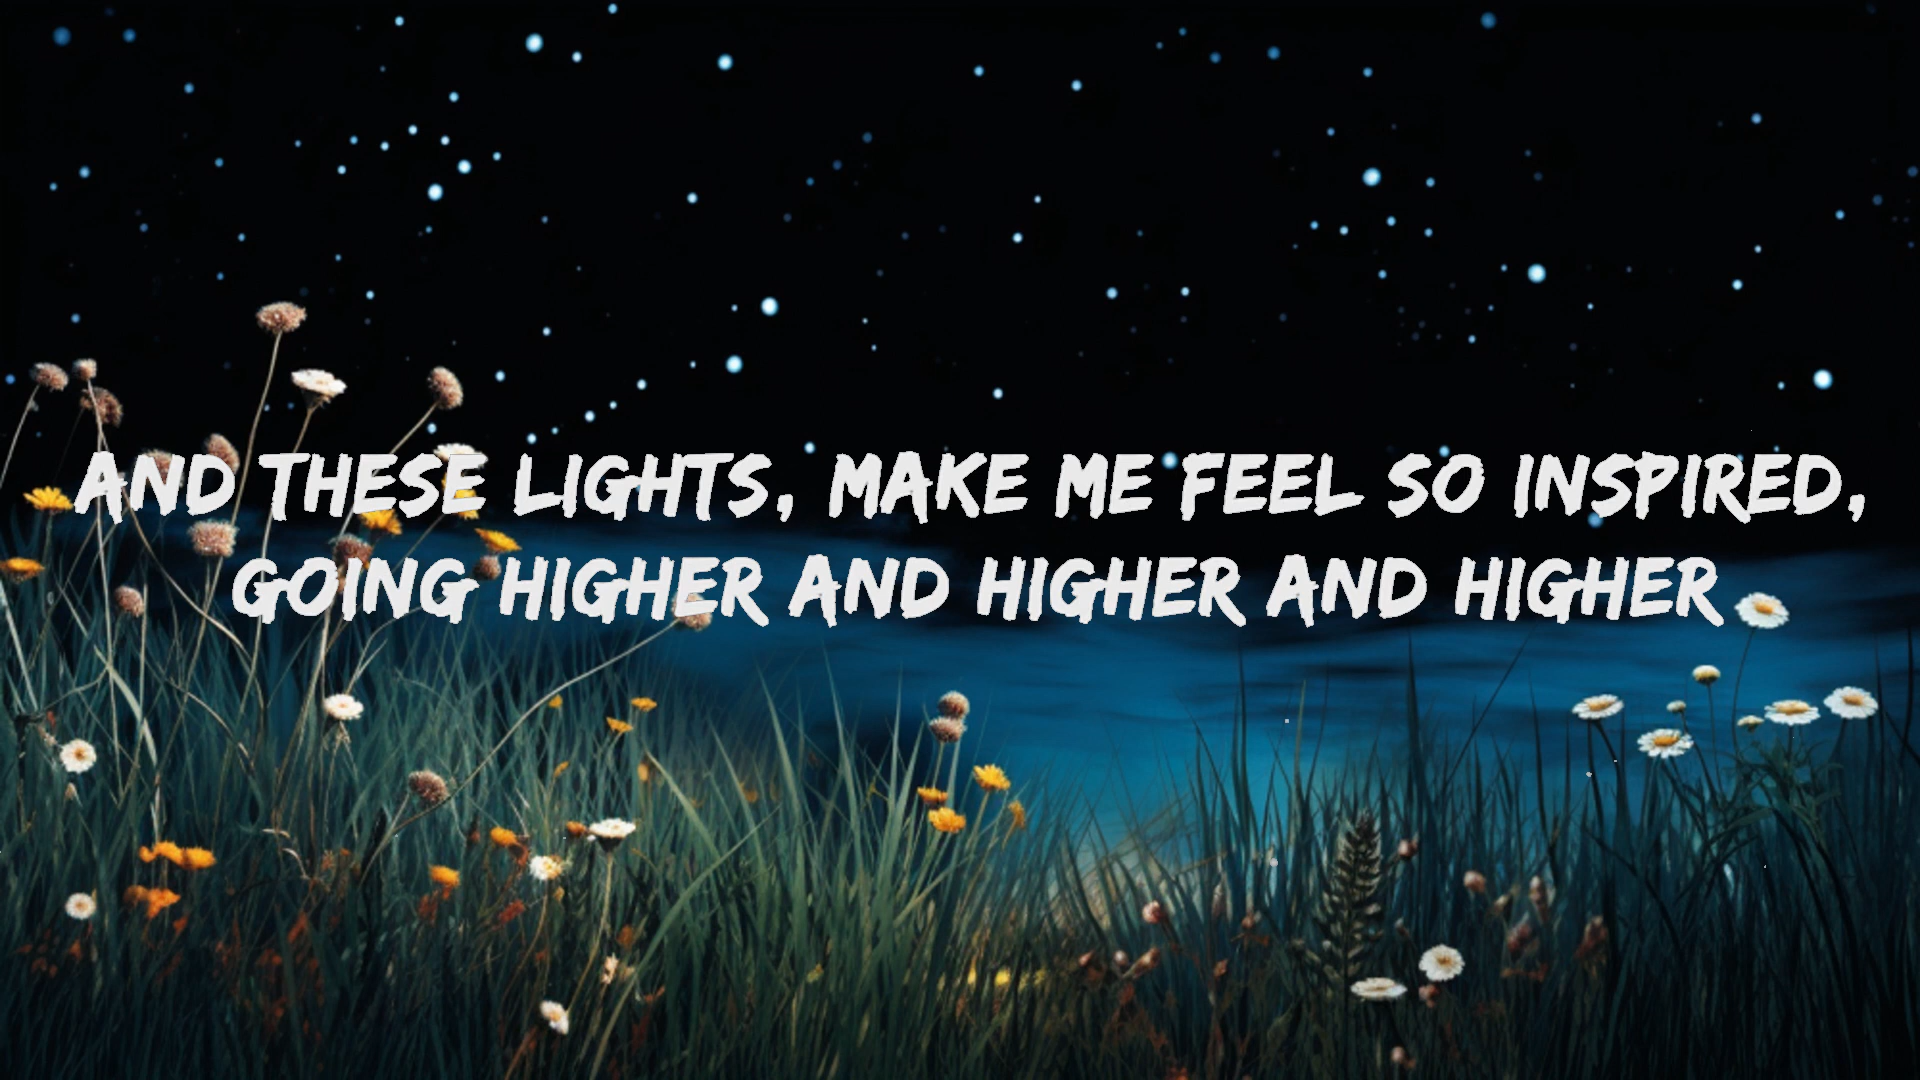 AND THESE LIGHTS, MAKE ME FEEL SO INSPIRED,
GOING HIGHER AND HIGHER AND HIGHER